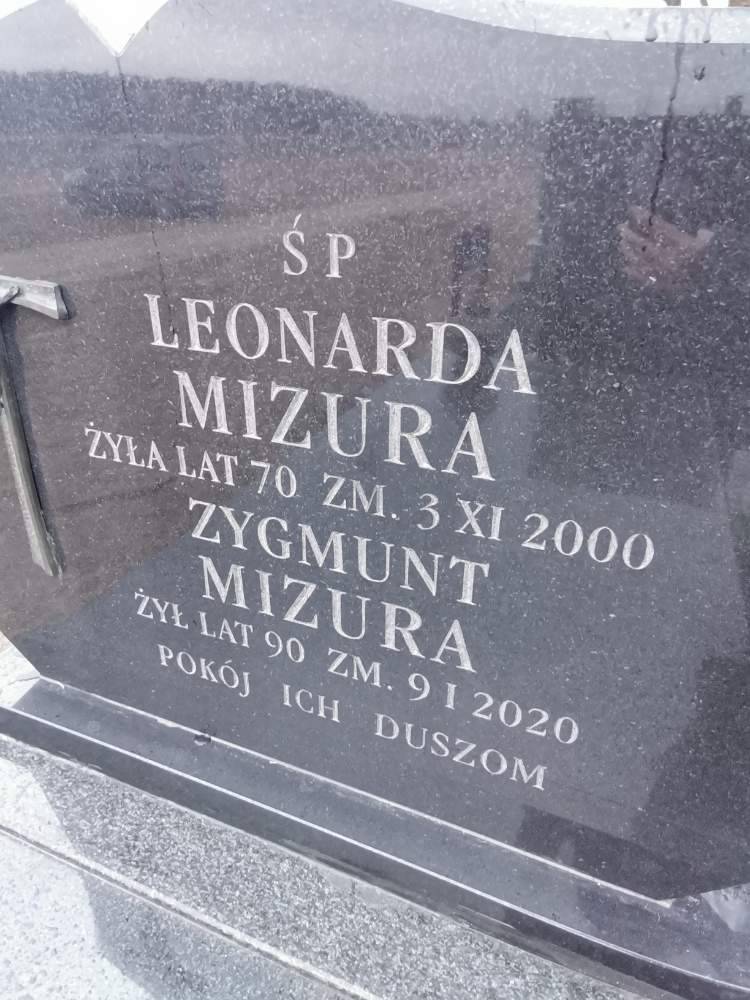 Ś P
LEONARDA
MIZURA
ŻYŁA LAT 70 ZM. 3 XI 2000
ZYGMUNT
MIZURA
ŻYŁ LAT 90 ZM. 9 I 2020
POKÓJ ICH DUSZOM